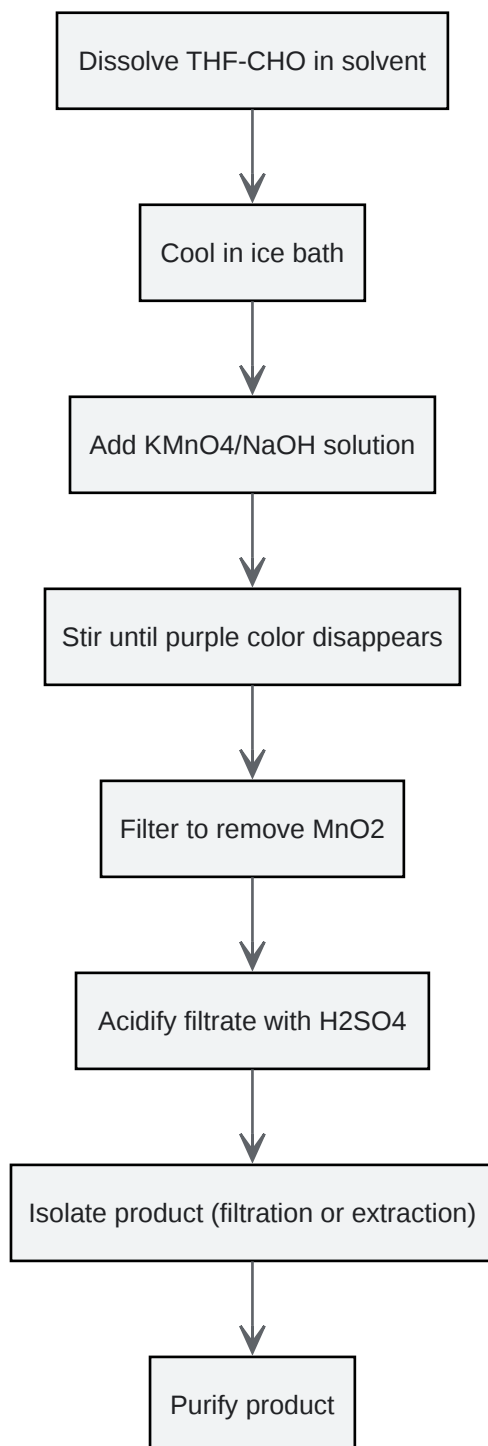 Dissolve THF-CHO in solvent
Cool in ice bath
Add KMnO4/NaOH solution
Stir until purple color disappears
Filter to remove MnO2
Acidify filtrate with H2SO4
Isolate product (filtration or extraction)
Purify product